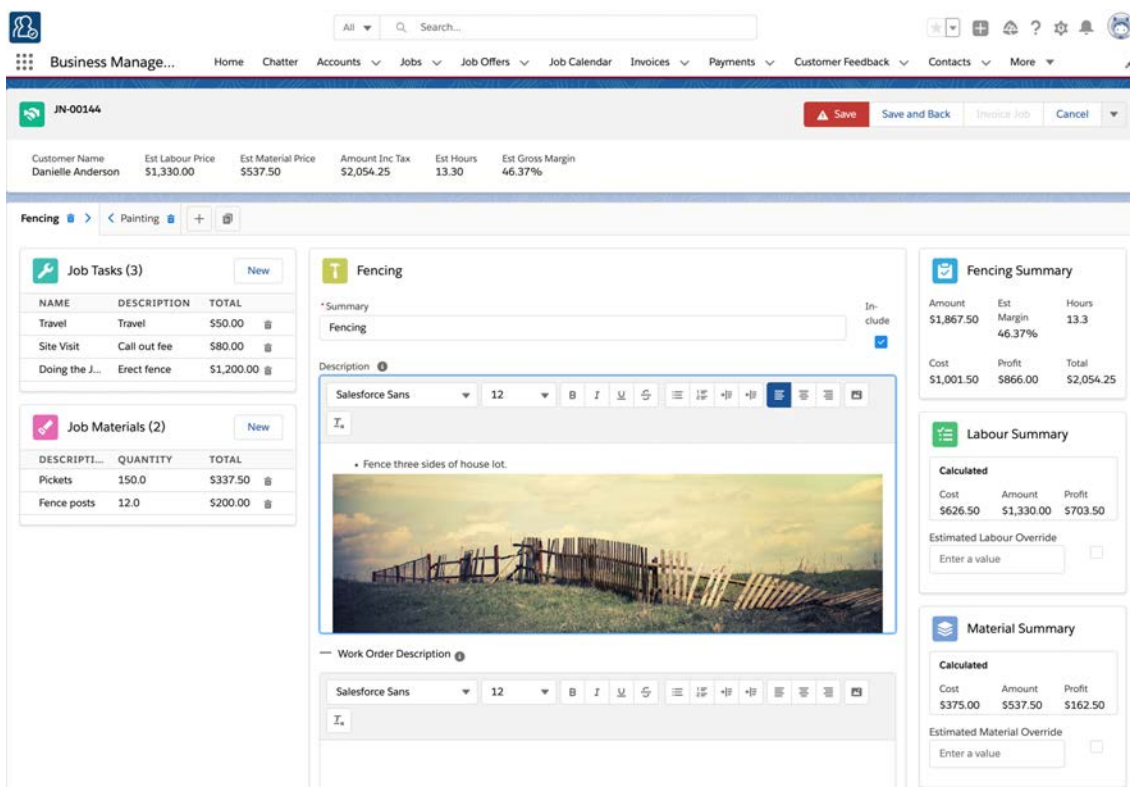 All Search...
Business Manage... Home Chatter Accounts Jobs Job Offers Job Calendar Invoices Payments Customer Feedback Contacts More
JN-00144
Save Save and Back Invoice Job Cancel
Customer Name Est Labour Price Est Material Price Amount Inc Tax Est Hours Est Gross Margin
Danielle Anderson $1,330.00 $537.50 $2,054.25 13.30 46.37%
Fencing Painting
Job Tasks (3) New
NAME DESCRIPTION TOTAL
Travel Travel $50.00
Site Visit Call out fee $80.00
Doing the J... Erect fence $1,200.00
Job Materials (2) New
DESCRIPTI... QUANTITY TOTAL
Pickets 150.0 $337.50
Fence posts 12.0 $200.00
Fencing
*Summary
Fencing
In-
clude
Description
Salesforce Sans 12 B I U S
Fence three sides of house lot.
Work Order Description
Salesforce Sans 12 B I U S
Fencing Summary
Amount Est Hours
$1,867.50 Margin 13.3
46.37%
Cost Profit Total
$1,001.50 $866.00 $2,054.25
Labour Summary
Calculated
Cost Amount Profit
$626.50 $1,330.00 $703.50
Estimated Labour Override
Enter a value
Material Summary
Calculated
Cost Amount Profit
$375.00 $537.50 $162.50
Estimated Material Override
Enter a value